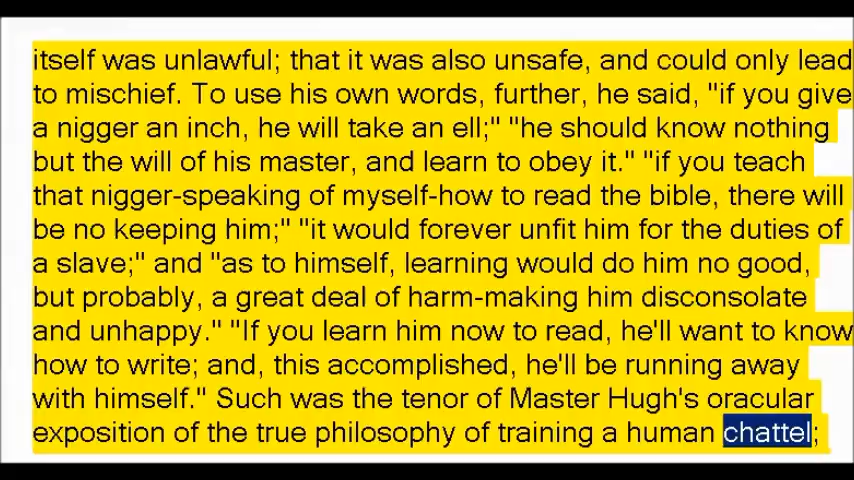 itself was unlawful; that it was also unsafe, and could only lead
to mischief. To use his own words, further, he said, "if you give
a nigger an inch, he will take an ell;" "he should know nothing
but the will of his master, and learn to obey it." "if you teach
that nigger-speaking of myself-how to read the bible, there will
be no keeping him;" "it would forever unfit him for the duties of
a slave;" and "as to himself, learning would do him no good,
but probably, a great deal of harm-making him disconsolate
and unhappy." "If you learn him now to read, he'll want to know
how to write; and, this accomplished, he'll be running away
with himself." Such was the tenor of Master Hugh's oracular
exposition of the true philosophy of training a human chattel;